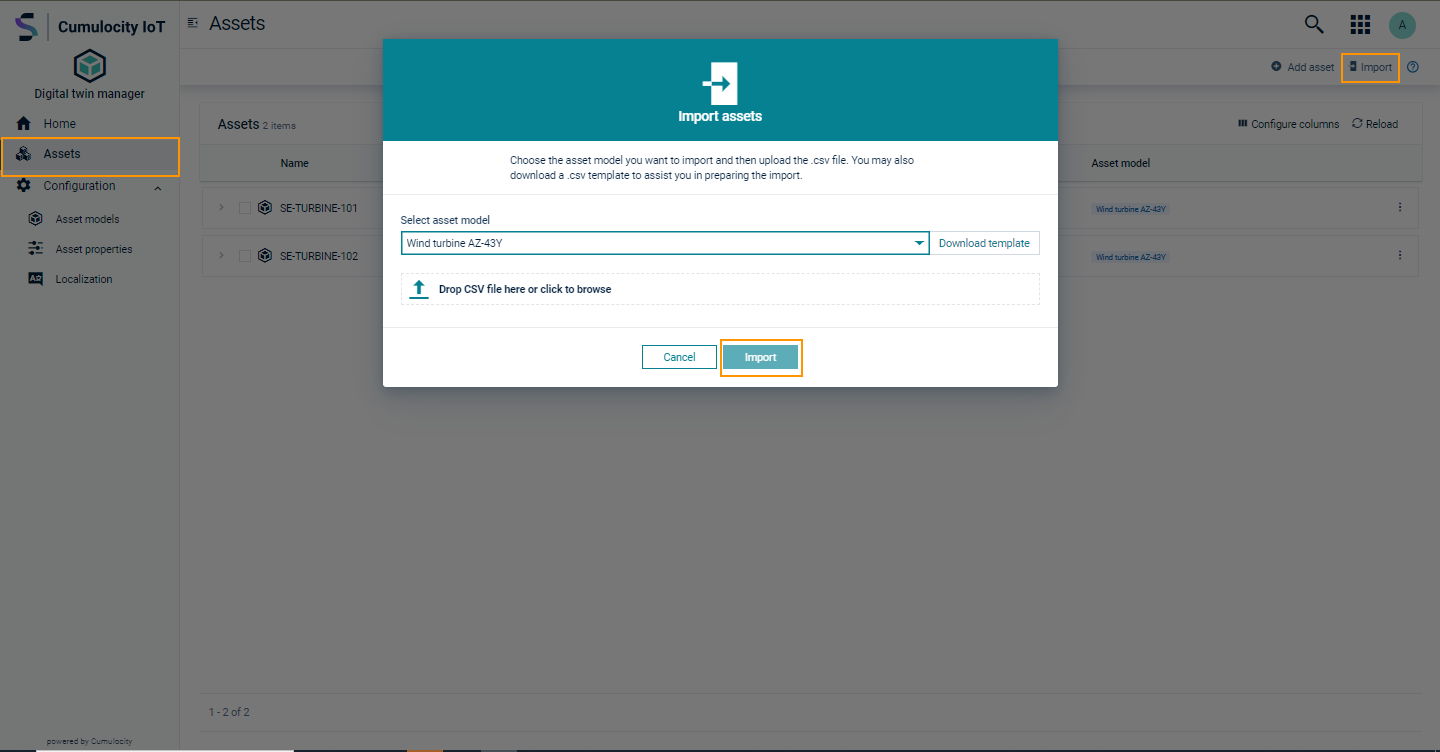 Cumulocity IoT
Digital twin manager
Home
Assets
Configuration
Asset models
Asset properties
Localization
powered by Cumulocity
Assets
A
Add asset
Import
Assets 2 items
Configure columns
Reload
Name
Asset model
SE-TURBINE-101
Wind turbine AZ-43Y
SE-TURBINE-102
Wind turbine AZ-43Y
1 - 2 of 2
Import assets
Choose the asset model you want to import and then upload the .csv file. You may also
download a .csv template to assist you in preparing the import.
Select asset model
Wind turbine AZ-43Y
Download template
Drop CSV file here or click to browse
Cancel
Import